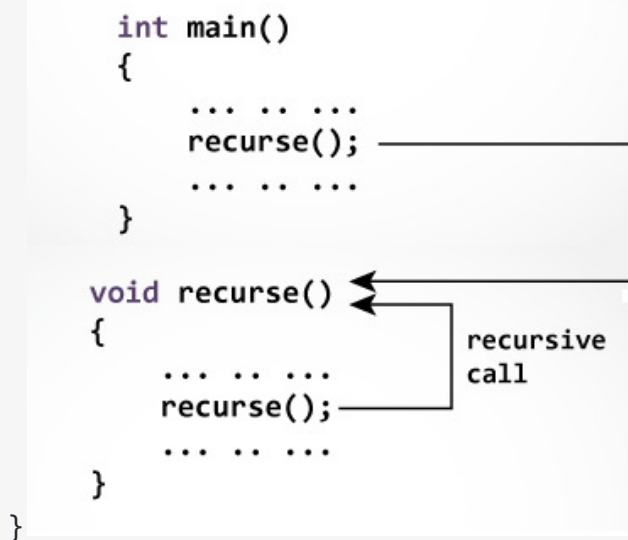 int main()
{
... .. ...
recurse();
... .. ...
}
void recurse()
{
recursive
call
... .. ...
recurse();
... .. ...
}
}